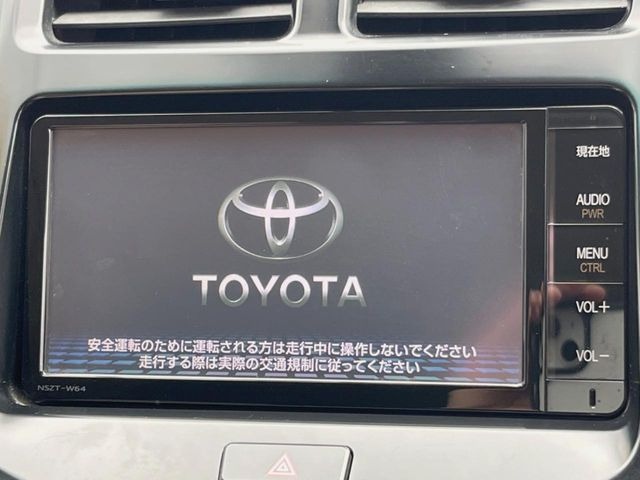 現在地
AUDIO
PWR
MENU
CTRL
VOL+
VOL-
TOYOTA
安全運転のために運転される方は走行中に操作しないでください
走行する際は実際の交通規制に従ってください
NSZT-W64